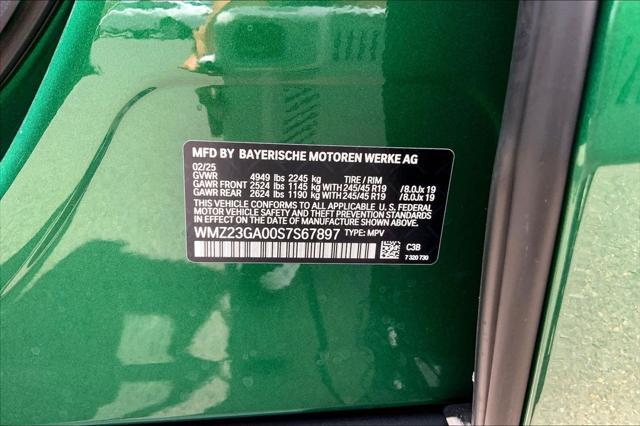 MFD BY BAYERISCHE MOTOREN WERKE AG
02/25
GVWR 4949 lbs 2245 kg TIRE / RIM
GAWR FRONT 2524 lbs 1145 kg WITH 245/45 R19 /8.0Jx 19
GAWR REAR 2624 lbs 1190 kg WITH 245/45 R19 /8.0Jx 19
THIS VEHICLE CONFORMS TO ALL APPLICABLE U.S. FEDERAL
MOTOR VEHICLE SAFETY AND THEFT PREVENTION STANDARDS
IN EFFECT ON THE DATE OF MANUFACTURE SHOWN ABOVE.
WMZ23GA00S7S67897 TYPE: MPV
C3B
7 320 730